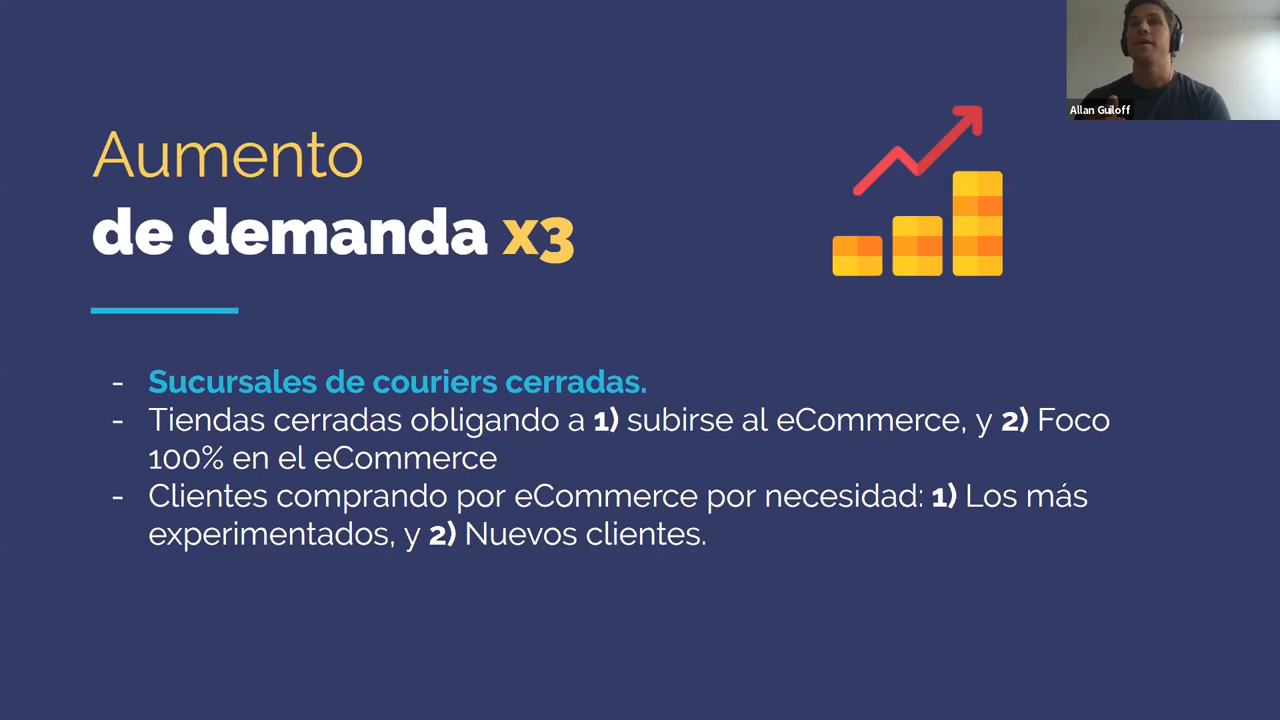 Allan Guiloff
Aumento
de demanda x3
- Sucursales de couriers cerradas.
- Tiendas cerradas obligando a 1) subirse al eCommerce, y 2) Foco
100% en el eCommerce
- Clientes comprando por eCommerce por necesidad: 1) Los más
experimentados, y 2) Nuevos clientes.